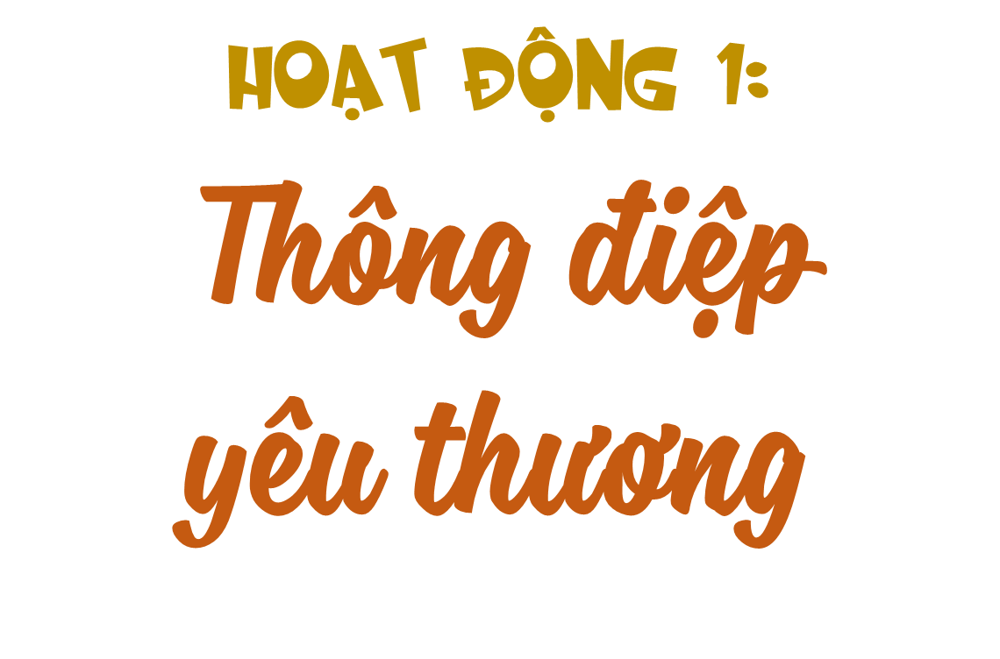 HOẠT ĐỘNG 1:
Thông điệp
yêu thương